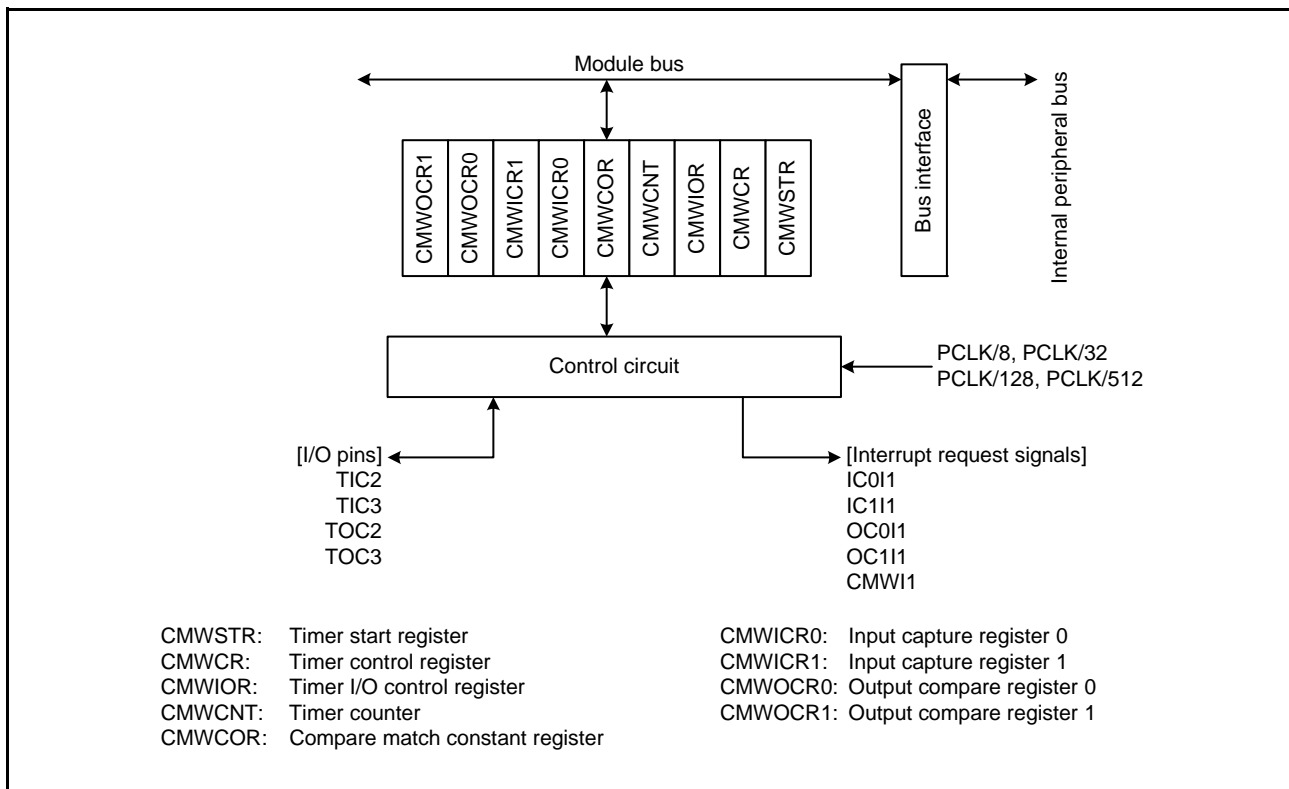 Module bus
Bus interface
Internal peripheral bus
CMWOCR1
CMWOCR0
CMWICR1
CMWICR0
CMWCOR
CMWCNT
CMWIOR
CMWCR
CMWSTR
Control circuit
PCLK/8, PCLK/32
PCLK/128, PCLK/512
[I/O pins]
TIC2
TIC3
TOC2
TOC3
[Interrupt request signals]
IC0I1
IC1I1
OC0I1
OC1I1
CMWI1
CMWSTR: Timer start register
CMWCR: Timer control register
CMWIOR: Timer I/O control register
CMWCNT: Timer counter
CMWCOR: Compare match constant register
CMWICR0: Input capture register 0
CMWICR1: Input capture register 1
CMWOCR0: Output compare register 0
CMWOCR1: Output compare register 1